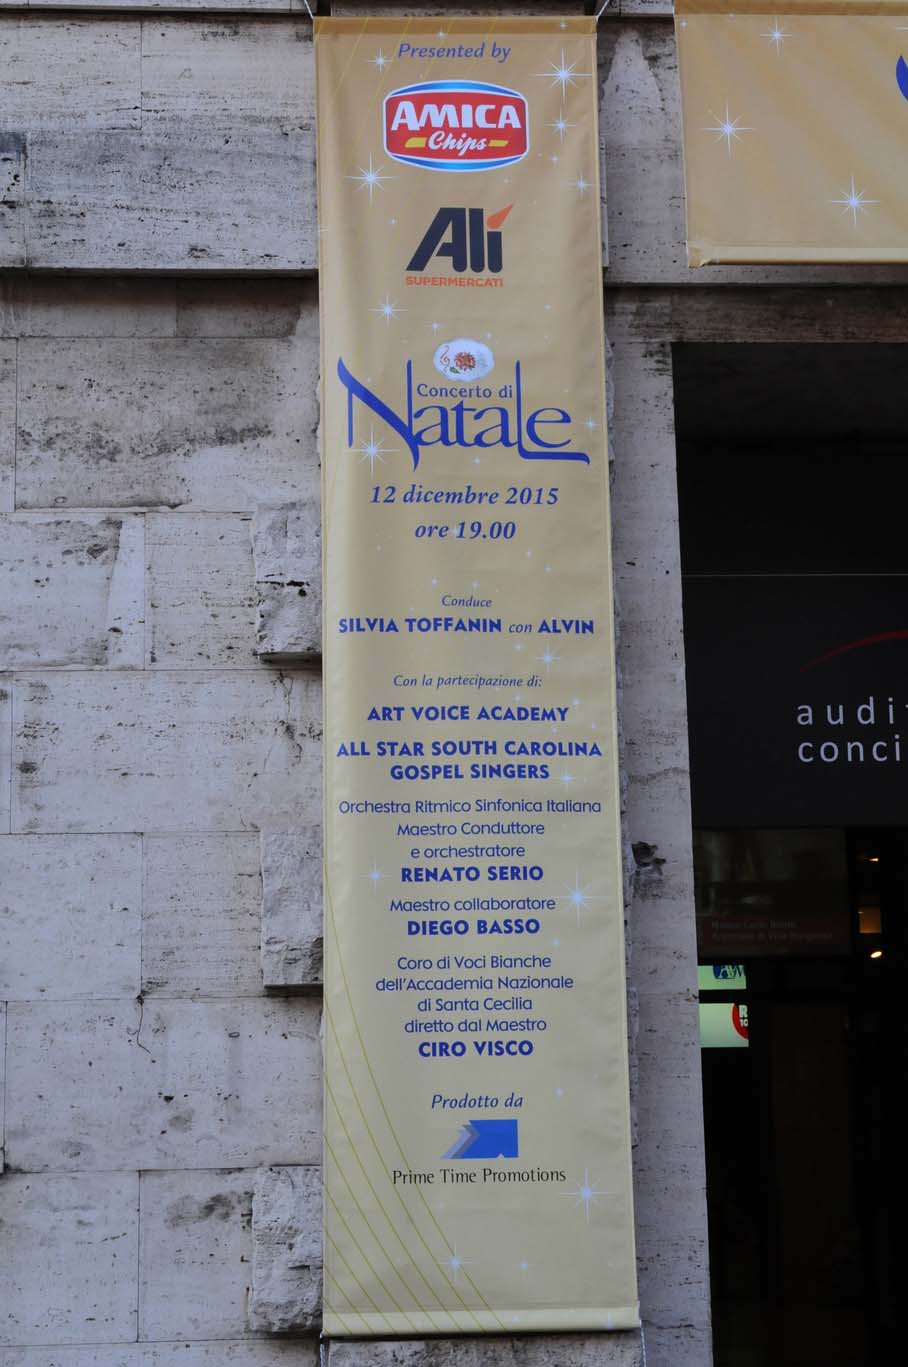 Presented by
AMICA
Chips
Alì
SUPERMERCATI
Concerto di
Natale
12 dicembre 2015
ore 19.00
Conduce
SILVIA TOFFANIN con ALVIN
Con la partecipazione di:
ART VOICE ACADEMY
ALL STAR SOUTH CAROLINA
GOSPEL SINGERS
Orchestra Ritmico Sinfonica Italiana
Maestro Conduttore
e orchestratore
RENATO SERIO
Maestro collaboratore
DIEGO BASSO
Coro di Voci Bianche
dell'Accademia Nazionale
di Santa Cecilia
diretto dal Maestro
CIRO VISCO
Prodotto da
Prime Time Promotions
audi
conci